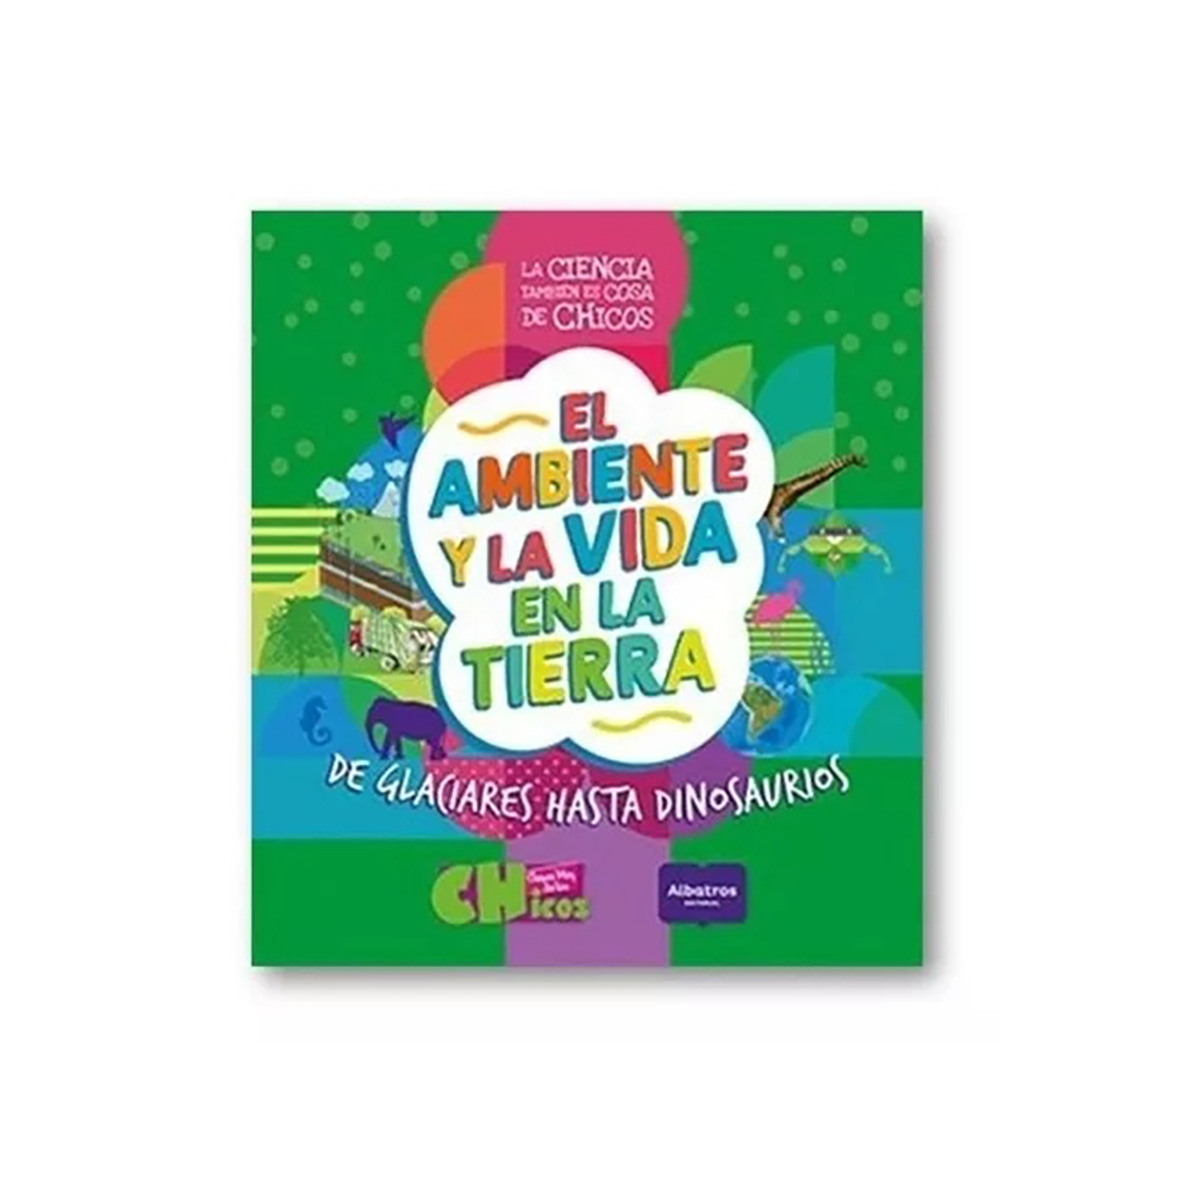 LA CIENCIA
TAMBIÉN ES COSA
DE CHICOS
EL
AMBIENTE
Y LA VIDA
EN LA
TIERRA
DE GLACIARES HASTA DINOSAURIOS
CHicos
Albatros
EDITORIAL